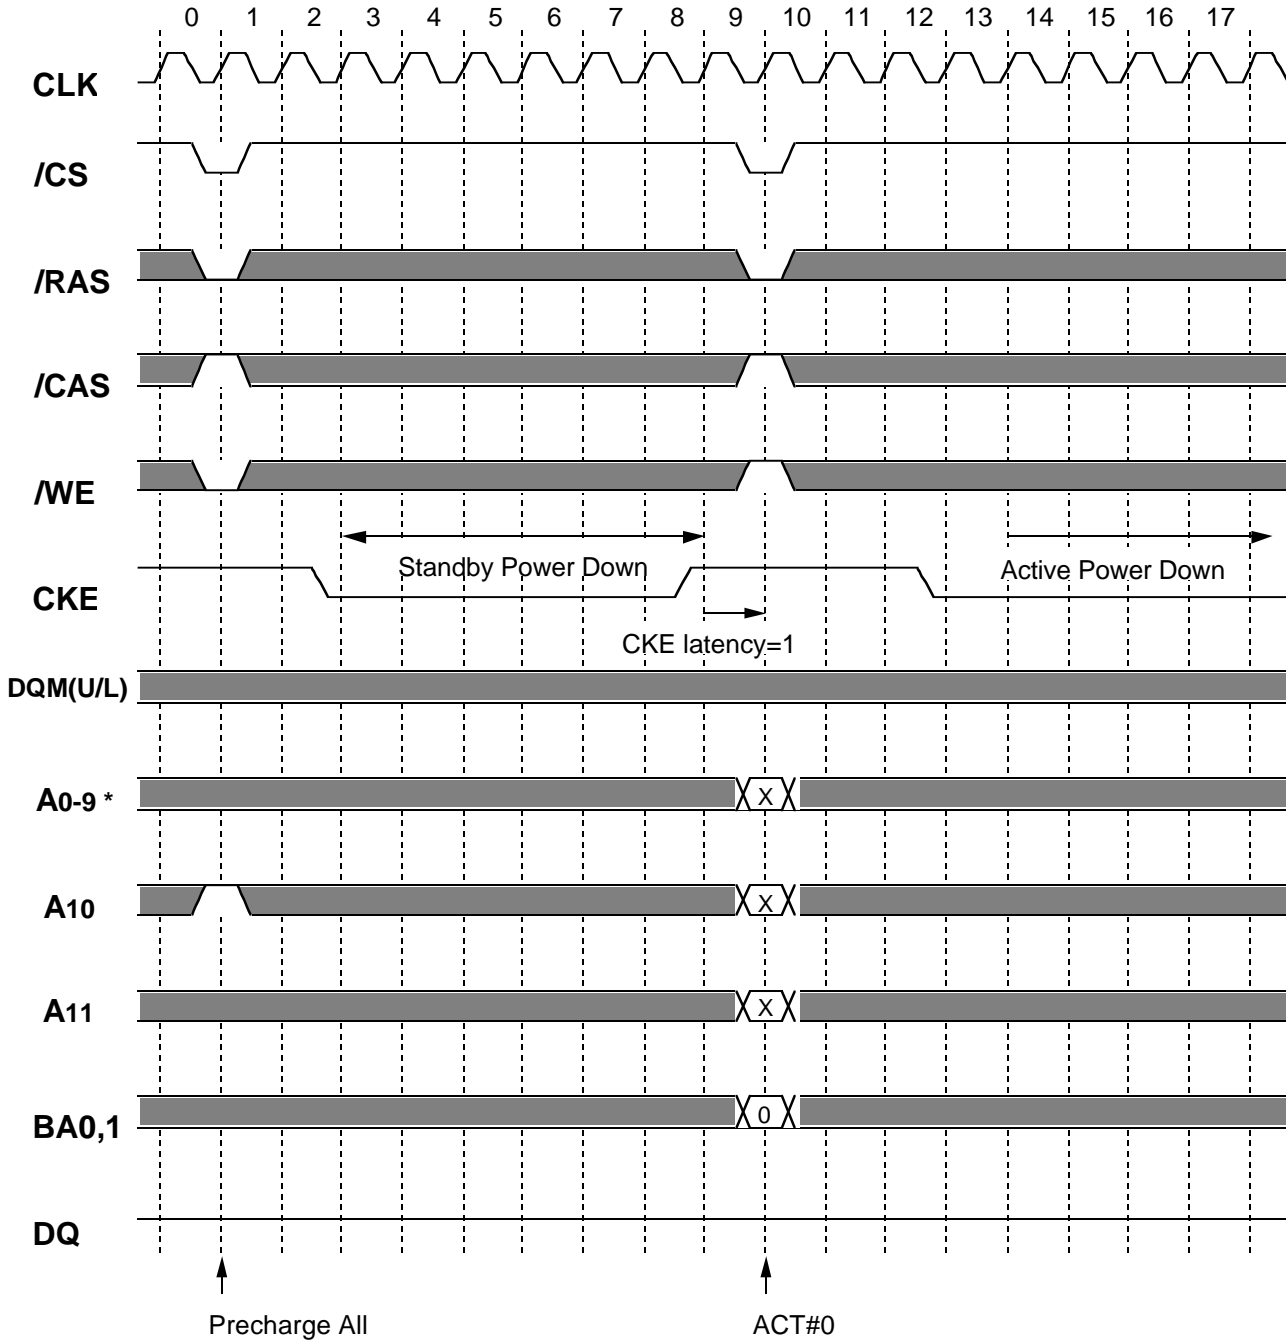 0 1 2 3 4 5 6 7 8 9 10 11 12 13 14 15 16 17
CLK
/CS
/RAS
/CAS
/WE
Standby Power Down
Active Power Down
CKE
CKE latency=1
DQM(U/L)
A0-9 * X
A10 X
A11 X
BA0,1 0
DQ
Precharge All
ACT#0